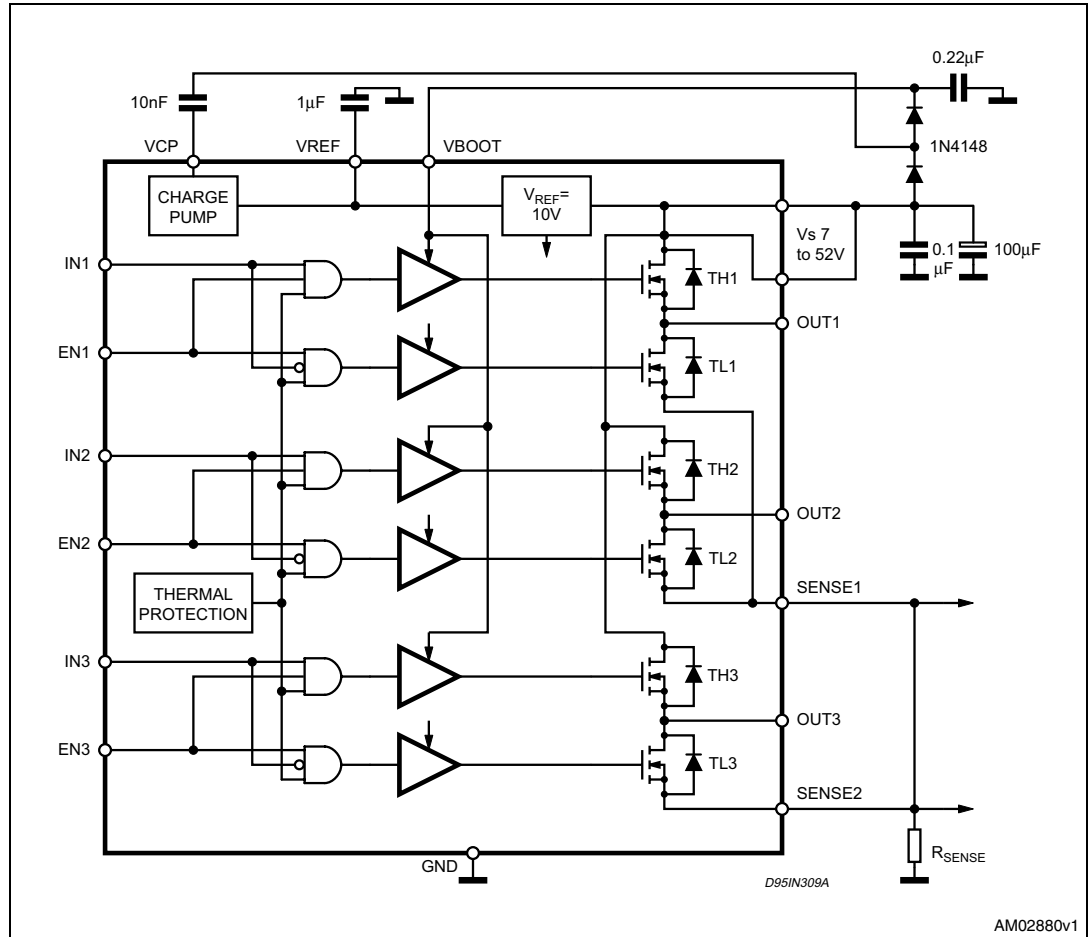 0.22µF
10nF
1µF
VCP
VREF
VBOOT
1N4148
CHARGE
PUMP
VREF=
10V
Vs 7
to 52V
0.1
µF
100µF
IN1
TH1
OUT1
EN1
TL1
IN2
TH2
OUT2
EN2
TL2
THERMAL
PROTECTION
SENSE1
IN3
TH3
OUT3
EN3
TL3
SENSE2
GND
RSENSE
D95IN309A
AM02880v1